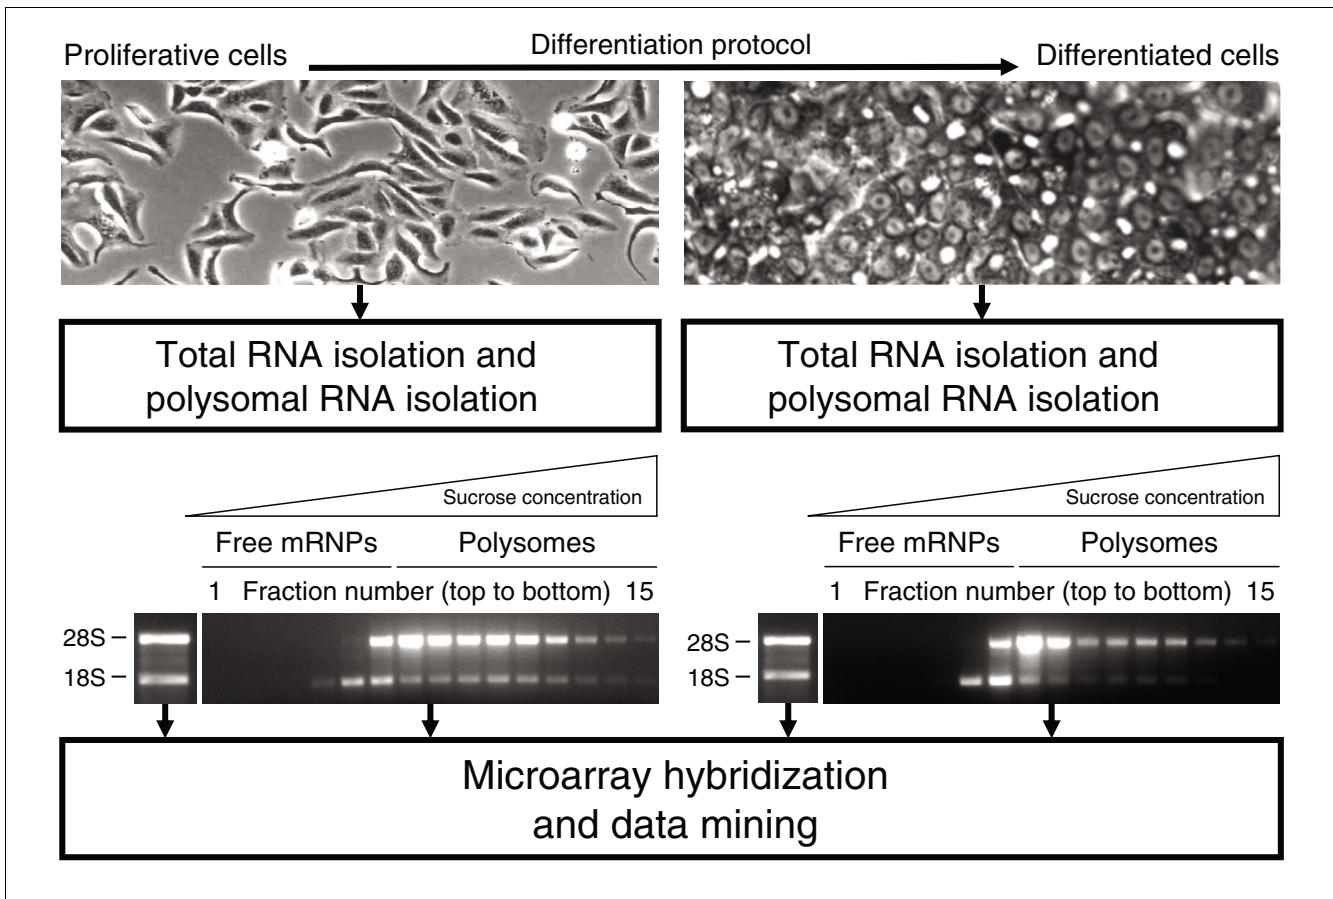 Proliferative cells
Differentiation protocol
Differentiated cells
Total RNA isolation and
polysomal RNA isolation
Total RNA isolation and
polysomal RNA isolation
Sucrose concentration
Sucrose concentration
Free mRNPs Polysomes
Free mRNPs Polysomes
1 Fraction number (top to bottom) 15
1 Fraction number (top to bottom) 15
28S
18S
28S
18S
Microarray hybridization
and data mining